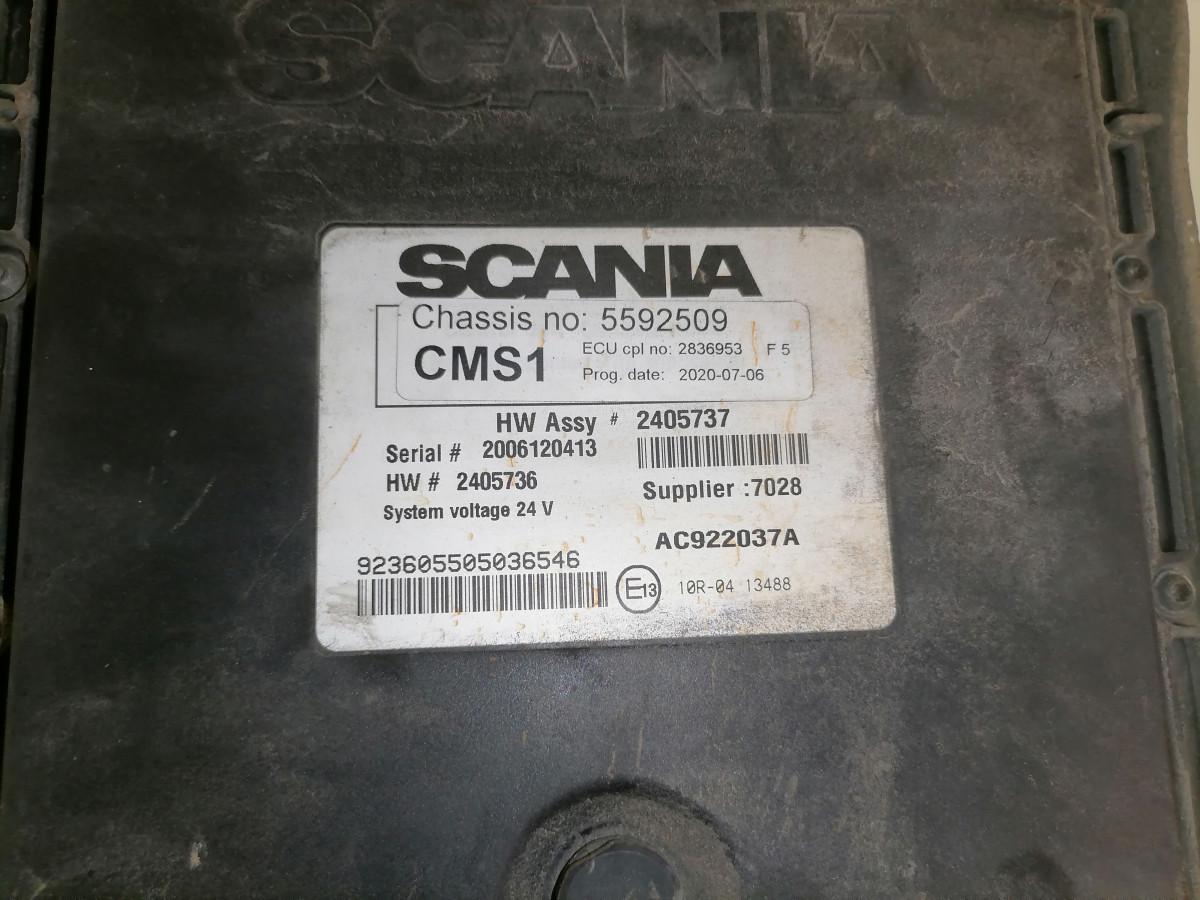 SCANIA
SCANIA
Chassis no: 5592509
CMS1
ECU cpl no: 2836953 F 5
Prog. date: 2020-07-06
HW Assy # 2405737
Serial # 2006120413
HW # 2405736
Supplier :7028
System voltage 24 V
AC922037A
923605505036546
E13 10R-04 13488